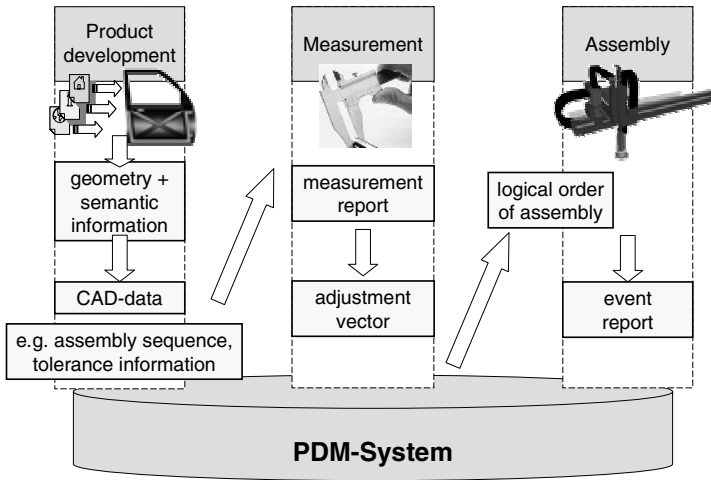 Product
development
geometry +
semantic
information
CAD-data
e.g. assembly sequence,
tolerance information
Measurement
measurement
report
adjustment
vector
logical order
of assembly
Assembly
event
report
PDM-System